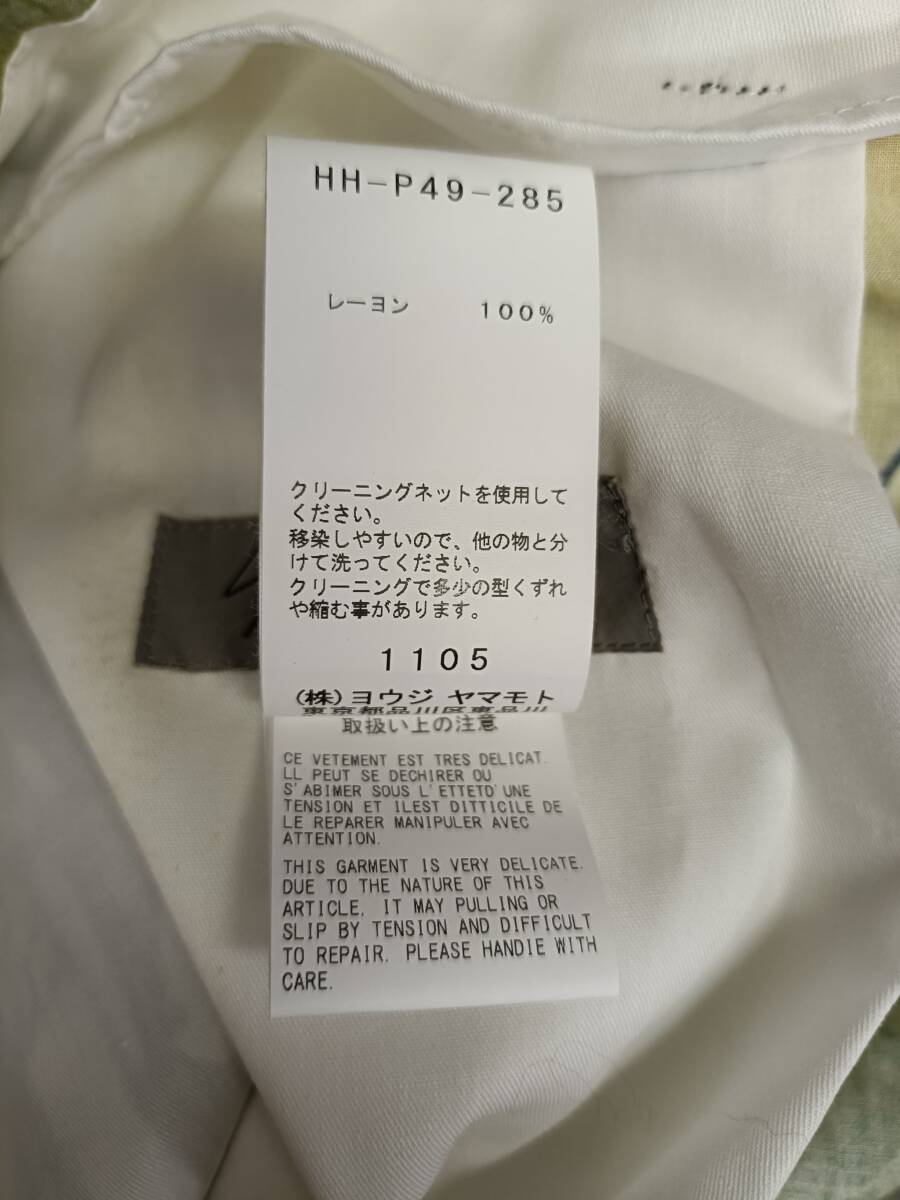 HH-P49-285
レーヨン 100%
クリーニングネットを使用して
ください。
移染しやすいので、他の物と分
けて洗ってください。
クリーニングで多少の型くずれ
や縮む事があります。
1105
(株)ヨウジ ヤマモト
取扱い上の注意
CE VETEMENT EST TRES DELICAT.
LL PEUT SE DECHIRER OU
S'ABIMER SOUS L'ETTETD'UNE
TENSION ET ILEST DITTICILE DE
LE REPARER MANIPULER AVEC
ATTENTION.
THIS GARMENT IS VERY DELICATE.
DUE TO THE NATURE OF THIS
ARTICLE, IT MAY PULLING OR
SLIP BY TENSION AND DIFFICULT
TO REPAIR. PLEASE HANDIE WITH
CARE.